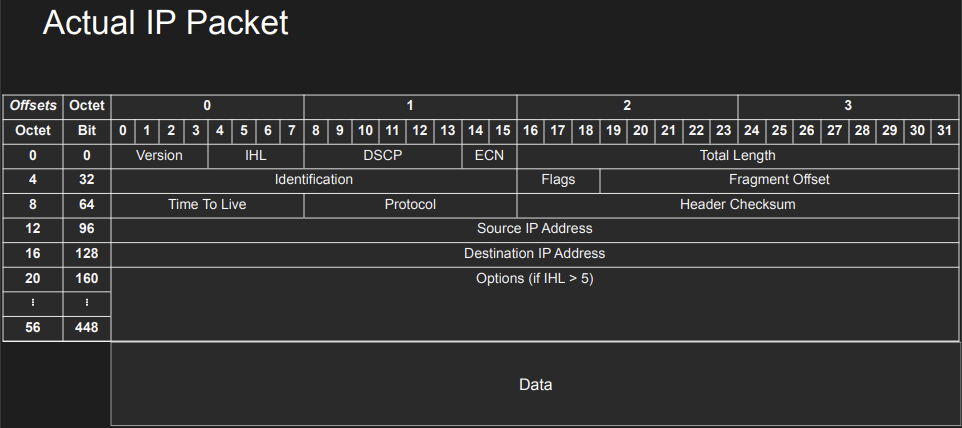 Actual IP Packet
Offsets Octet 0 1 2 3
Octet Bit 0 1 2 3 4 5 6 7 8 9 10 11 12 13 14 15 16 17 18 19 20 21 22 23 24 25 26 27 28 29 30 31
0 0 Version IHL DSCP ECN Total Length
4 32 Identification Flags Fragment Offset
8 64 Time To Live Protocol Header Checksum
12 96 Source IP Address
16 128 Destination IP Address
20 160 Options (if IHL > 5)
⋮ ⋮
56 448
Data